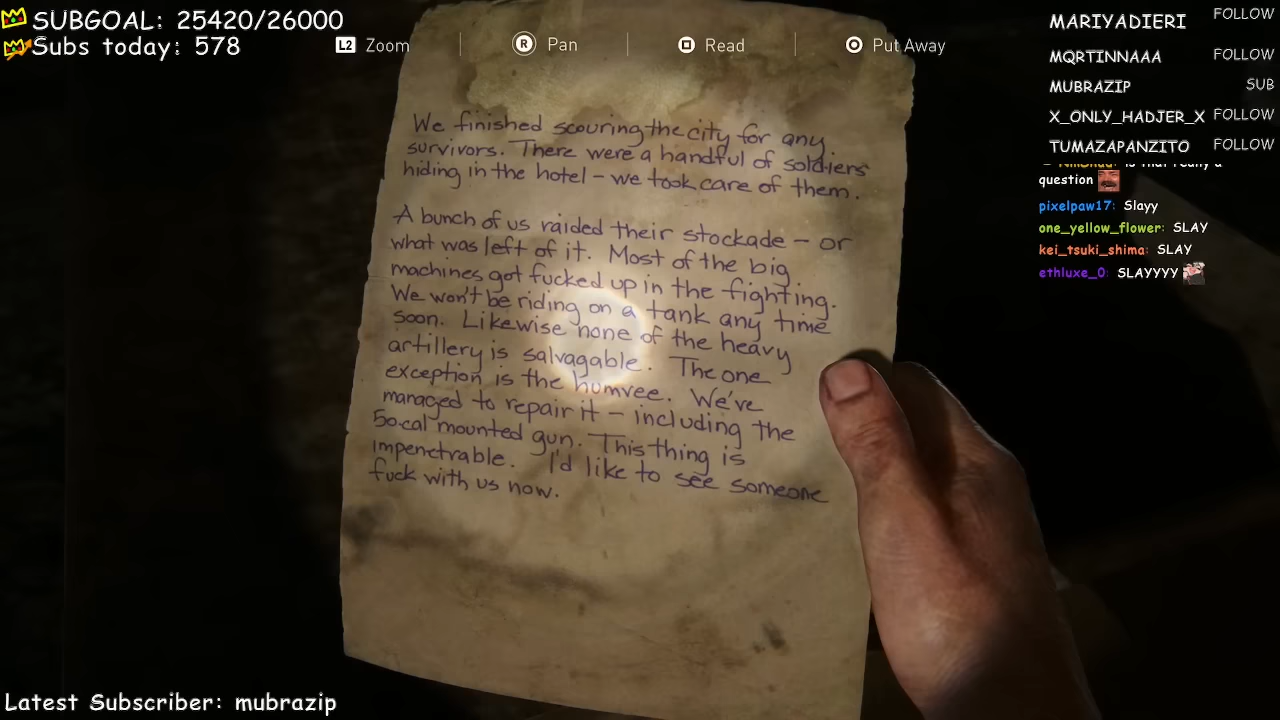 SUBGOAL: 25420/26000
Subs today: 578
L2 Zoom
R Pan
Read
Put Away
MARIYADIERI FOLLOW
MQRTINNAAA FOLLOW
MUBRAZIP SUB
X_ONLY_HADJER_X FOLLOW
TUMAZAPANZITO FOLLOW
is that really a
question
pixelpaw17: Slayy
one_yellow_flower: SLAY
kei_tsuki_shima: SLAY
ethluxe_0: SLAYYYY
We finished scouring the city for any
survivors. There were a handful of soldiers
hiding in the hotel – we took care of them.
A bunch of us raided their stockade – or
what was left of it. Most of the big
machines got fucked up in the fighting.
We won't be riding on a tank any time
soon. Likewise none of the heavy
artillery is salvagable. The one
exception is the humvee. We've
managed to repair it – including the
50.cal mounted gun. This thing is
impenetrable. I'd like to see someone
fuck with us now.
Latest Subscriber: mubrazip